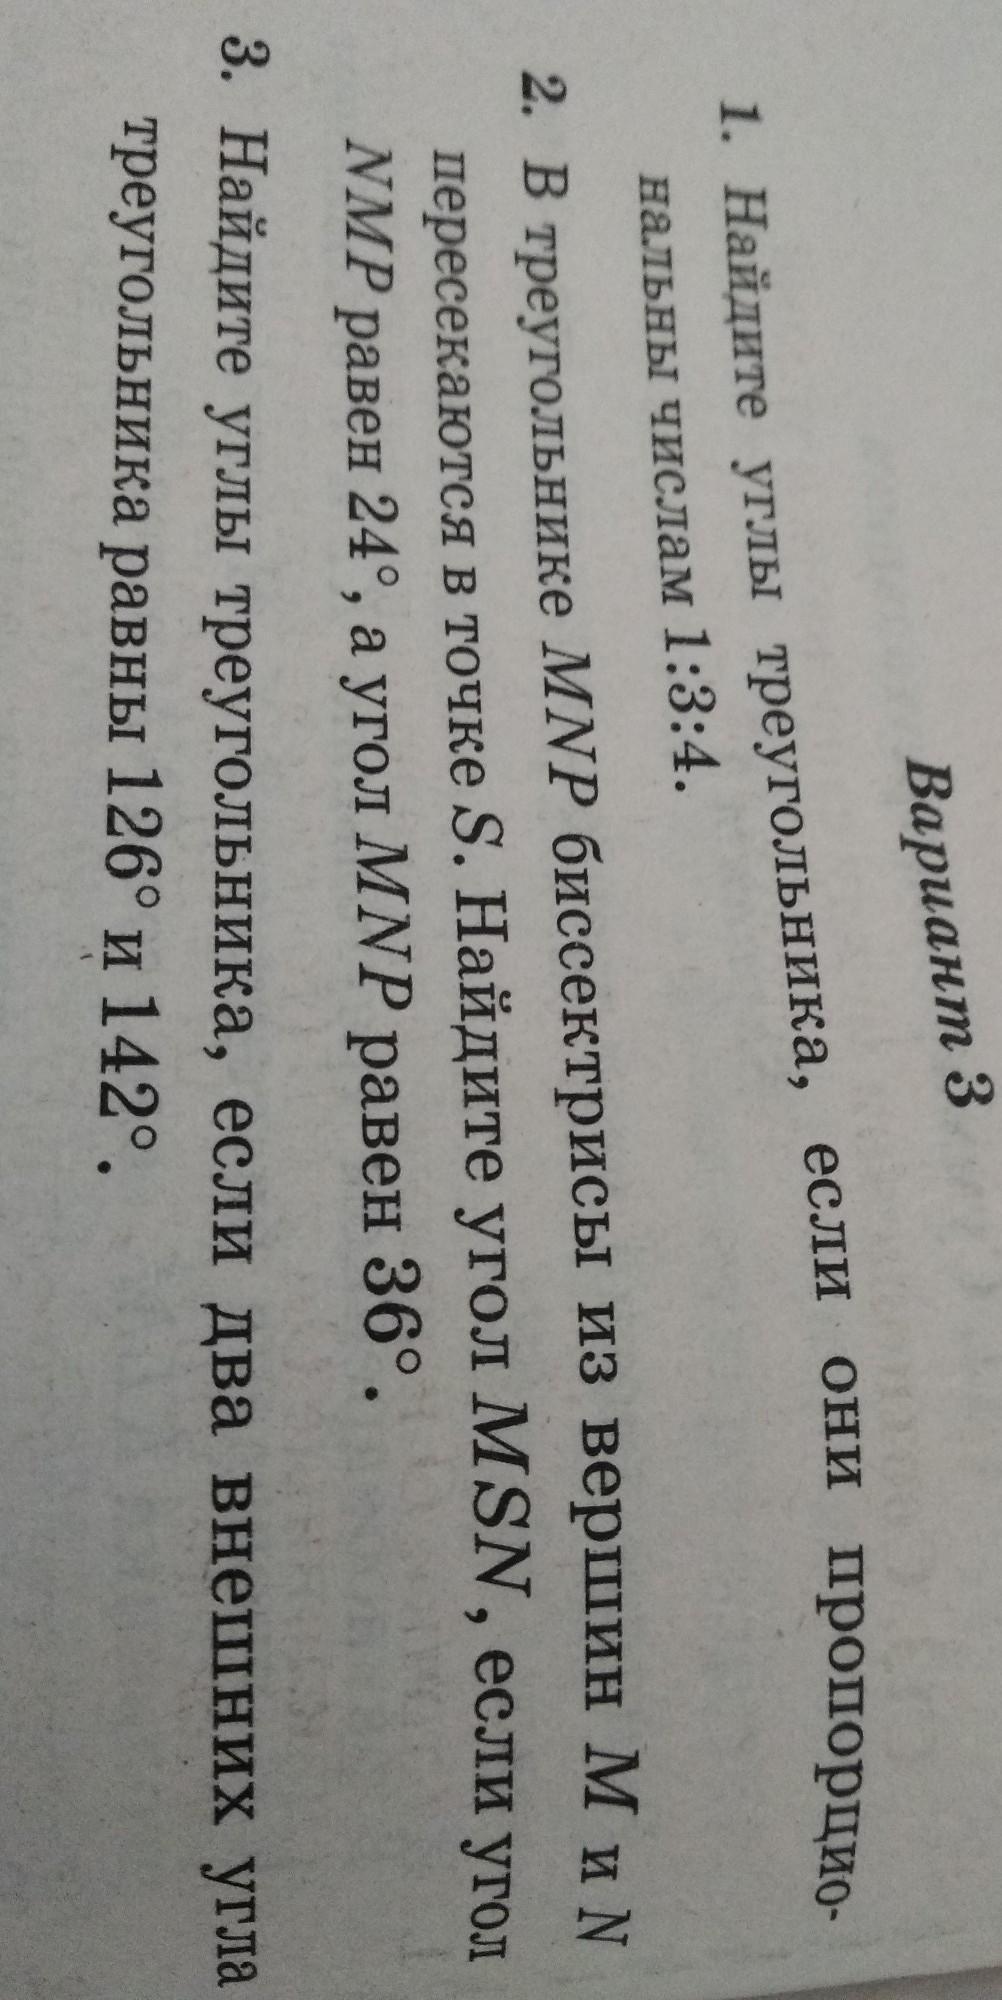 Вариант 3
1. Найдите углы треугольника, если они пропорцио-
нальны числам 1:3:4.
2. В треугольнике MNP биссектрисы из вершин M и N
пересекаются в точке S. Найдите угол MSN, если угол
NMP равен 24°, а угол MNP равен 36°.
3. Найдите углы треугольника, если два внешних угла
треугольника равны 126° и 142°.